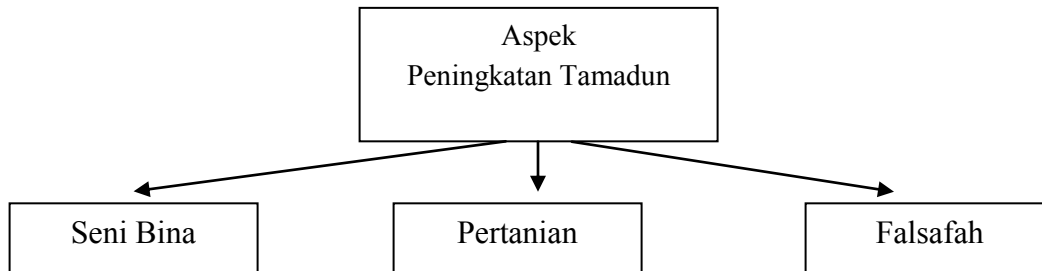 Aspek
Peningkatan Tamadun
Seni Bina
Pertanian
Falsafah